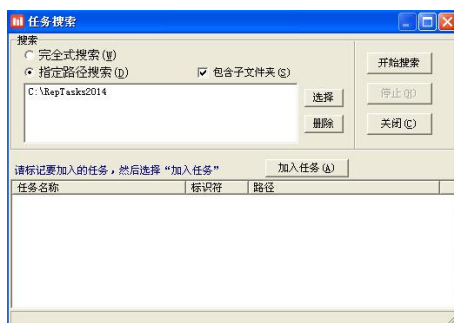 任务搜索
搜索
完全式搜索(W)
指定路径搜索(D)
包含子文件夹(S)
开始搜索
C:\RepTasks2014
选择
停止(H)
删除
关闭(C)
请标记要加入的任务，然后选择“加入任务”
加入任务(A)
任务名称 标识符 路径